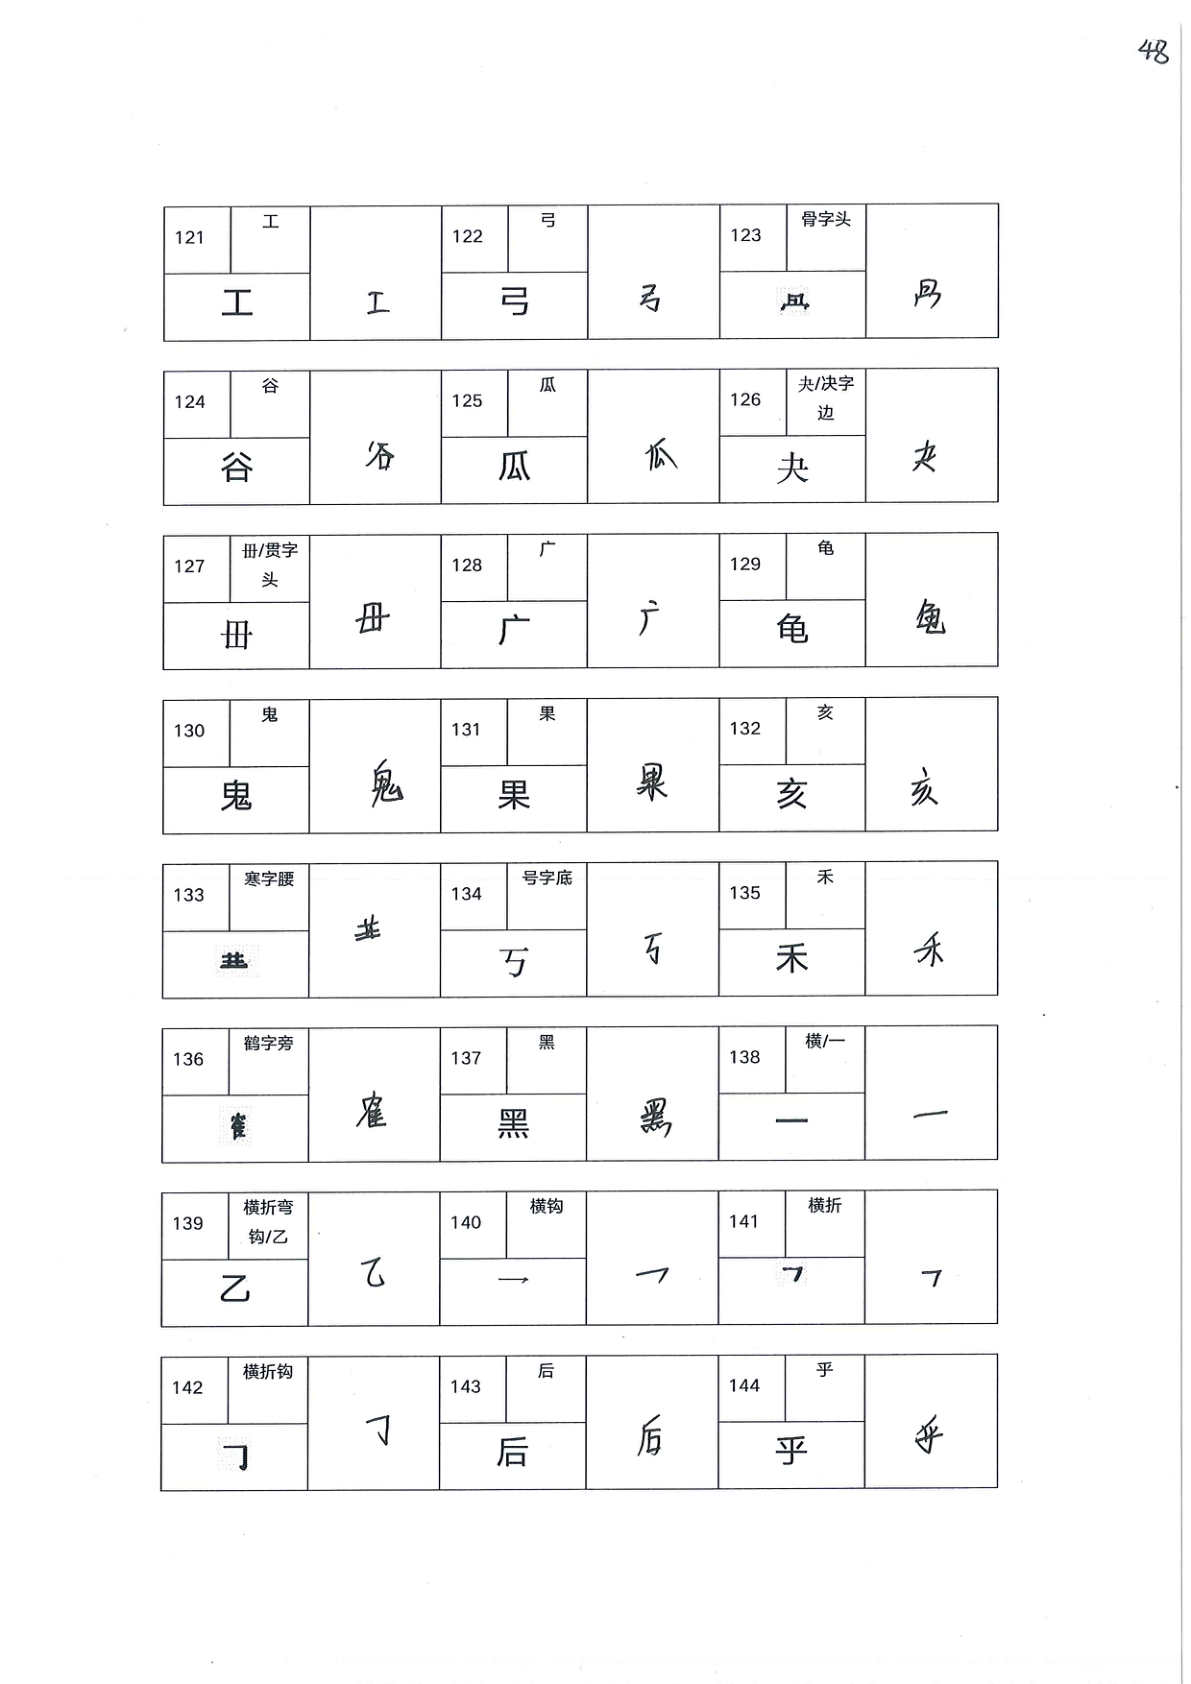 48
121 工 工 工
122 弓 弓 弓
123 骨字头
124 谷 谷 谷
125 瓜 瓜 瓜
126 夬/决字边 夬 夬
127 毌/贯字头 毌 毌
128 广 广 广
129 龟 龟 龟
130 鬼 鬼 鬼
131 果 果 果
132 亥 亥 亥
133 寒字腰
134 号字底 丂 丂
135 禾 禾 禾
136 鹤字旁 隺 隺
137 黑 黑 黑
138 横/一 一 一
139 横折弯钩/乙 乙 乙
140 横钩 乛 乛
141 横折 𠃍 𠃍
142 横折钩 𠃌 𠃌
143 后 后 后
144 乎 乎 乎